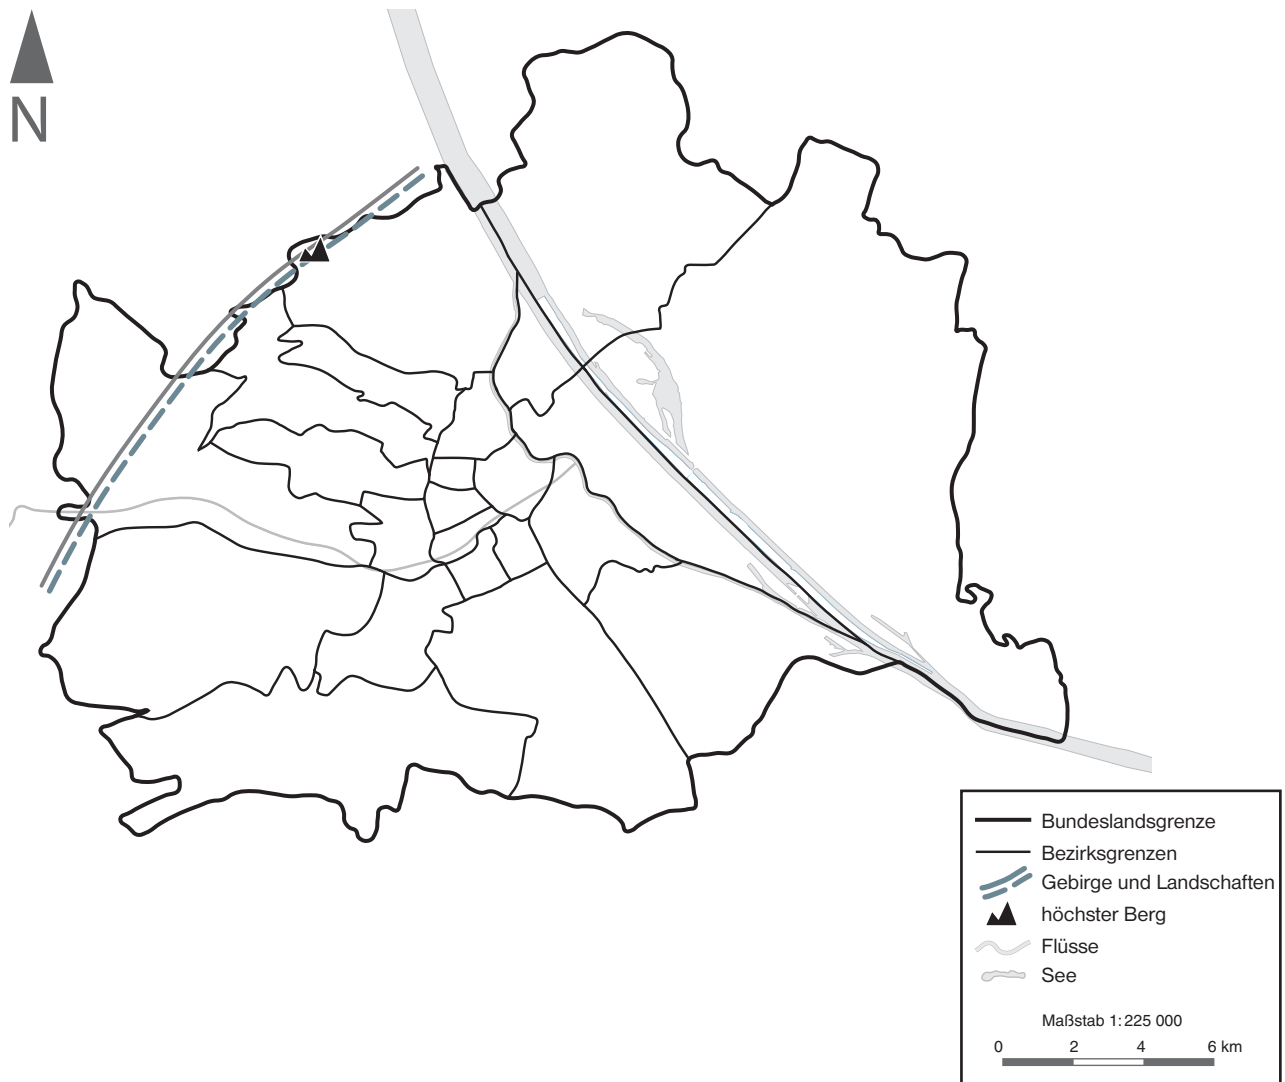 N
Bundeslandsgrenze
Bezirksgrenzen
Gebirge und Landschaften
höchster Berg
Flüsse
See
Maßstab 1:225 000
0 2 4 6 km